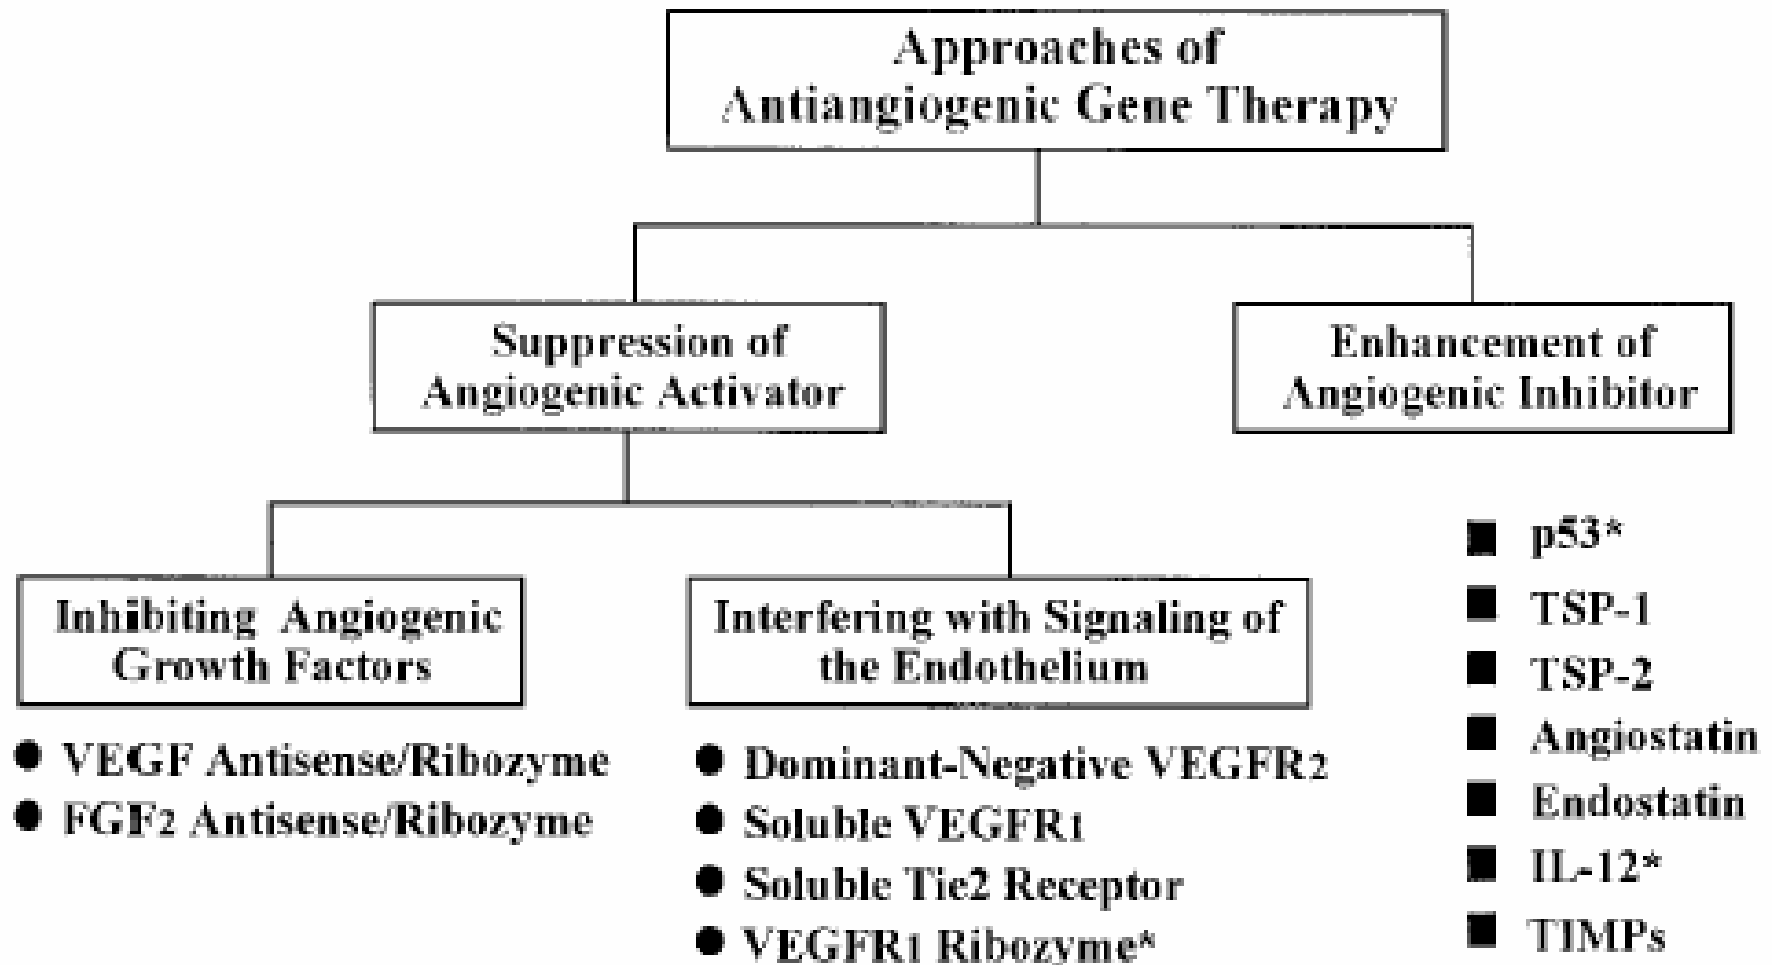 Approaches of
Antiangiogenic Gene Therapy
Suppression of
Angiogenic Activator
Enhancement of
Angiogenic Inhibitor
Inhibiting Angiogenic
Growth Factors
Interfering with Signaling of
the Endothelium
VEGF Antisense/Ribozyme
FGF2 Antisense/Ribozyme
Dominant-Negative VEGFR2
Soluble VEGFR1
Soluble Tie2 Receptor
VEGFR1 Ribozyme*
p53*
TSP-1
TSP-2
Angiostatin
Endostatin
IL-12*
TIMPs